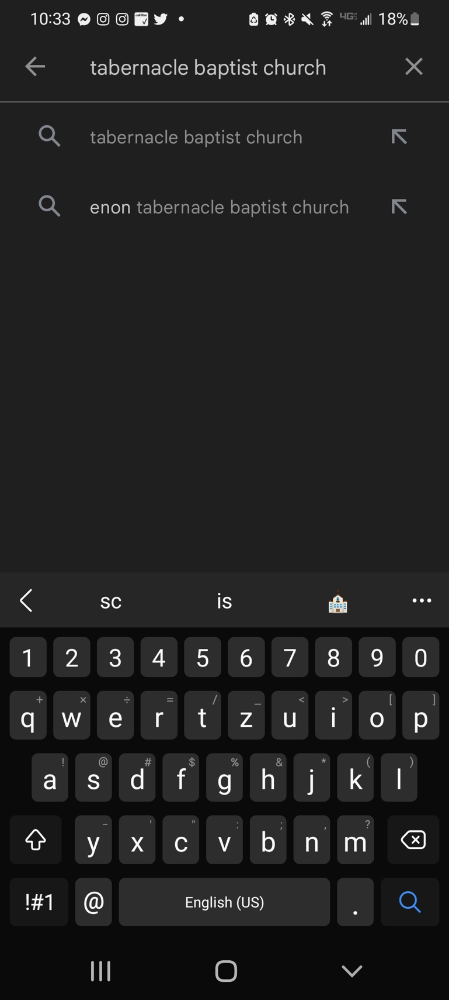 10:33 4G 18%
tabernacle baptist church
tabernacle baptist church
enon tabernacle baptist church
sc is
1 2 3 4 5 6 7 8 9 0
+ × ÷ = / _ < > [ ]
q w e r t z u i o p
! @ # $ % & * ( )
a s d f g h j k l
- ' " : ; , ?
y x c v b n m
!#1 @ English (US) .